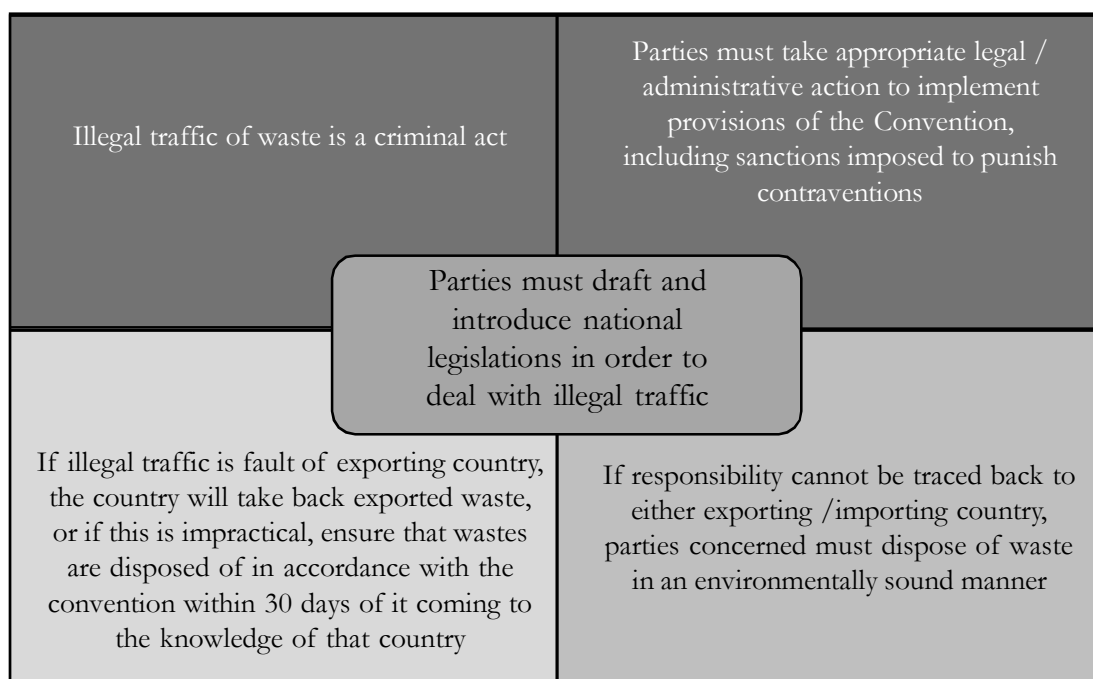 Illegal traffic of waste is a criminal act
Parties must take appropriate legal /
administrative action to implement
provisions of the Convention,
including sanctions imposed to punish
contraventions
Parties must draft and
introduce national
legislations in order to
deal with illegal traffic
If illegal traffic is fault of exporting country,
the country will take back exported waste,
or if this is impractical, ensure that wastes
are disposed of in accordance with the
convention within 30 days of it coming to
the knowledge of that country
If responsibility cannot be traced back to
either exporting /importing country,
parties concerned must dispose of waste
in an environmentally sound manner